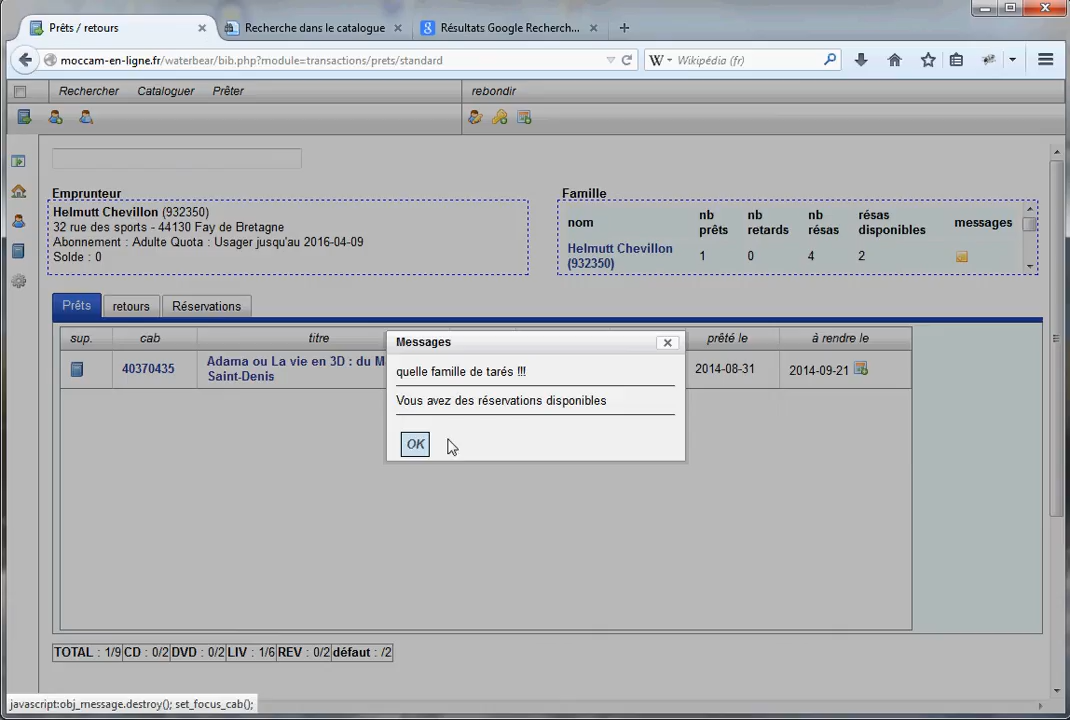 Prêts / retours
Recherche dans le catalogue
Résultats Google Recherch...
moccam-en-ligne.fr/waterbear/bib.php?module=transactions/prets/standard
W Wikipédia (fr)
Rechercher Cataloguer Prêter
rebondir
Emprunteur
Helmutt Chevillon (932350)
32 rue des sports - 44130 Fay de Bretagne
Abonnement : Adulte Quota : Usager jusqu'au 2016-04-09
Solde : 0
Famille
nom nb prêts nb retards nb résas résas disponibles messages
Helmutt Chevillon (932350) 1 0 4 2
Prêts retours Réservations
sup. cab titre prêté le à rendre le
40370435 Adama ou La vie en 3D : du M 2014-08-31 2014-09-21
Saint-Denis
Messages
quelle famille de tarés !!!
Vous avez des réservations disponibles
OK
TOTAL : 1/9 CD : 0/2 DVD : 0/2 LIV : 1/6 REV : 0/2 défaut : /2
javascript:obj_message.destroy(); set_focus_cab();